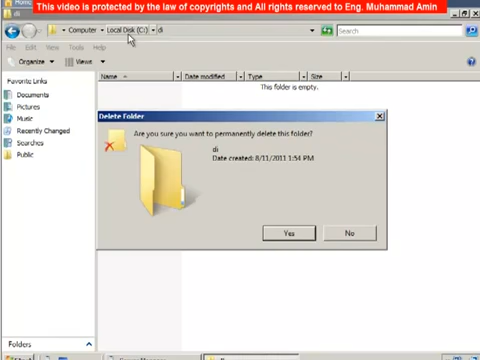 Home
This video is protected by the law of copyrights and All rights reserved to Eng. Muhammad Amin
di
Computer Local Disk (C:) di
Search
File Edit View Tools Help
Organize Views
Favorite Links
Name Date modified Type Size
Documents
This folder is empty.
Pictures
Music
Recently Changed
Searches
Public
Delete Folder
Are you sure you want to permanently delete this folder?
di
Date created: 8/11/2011 1:54 PM
Yes No
Folders